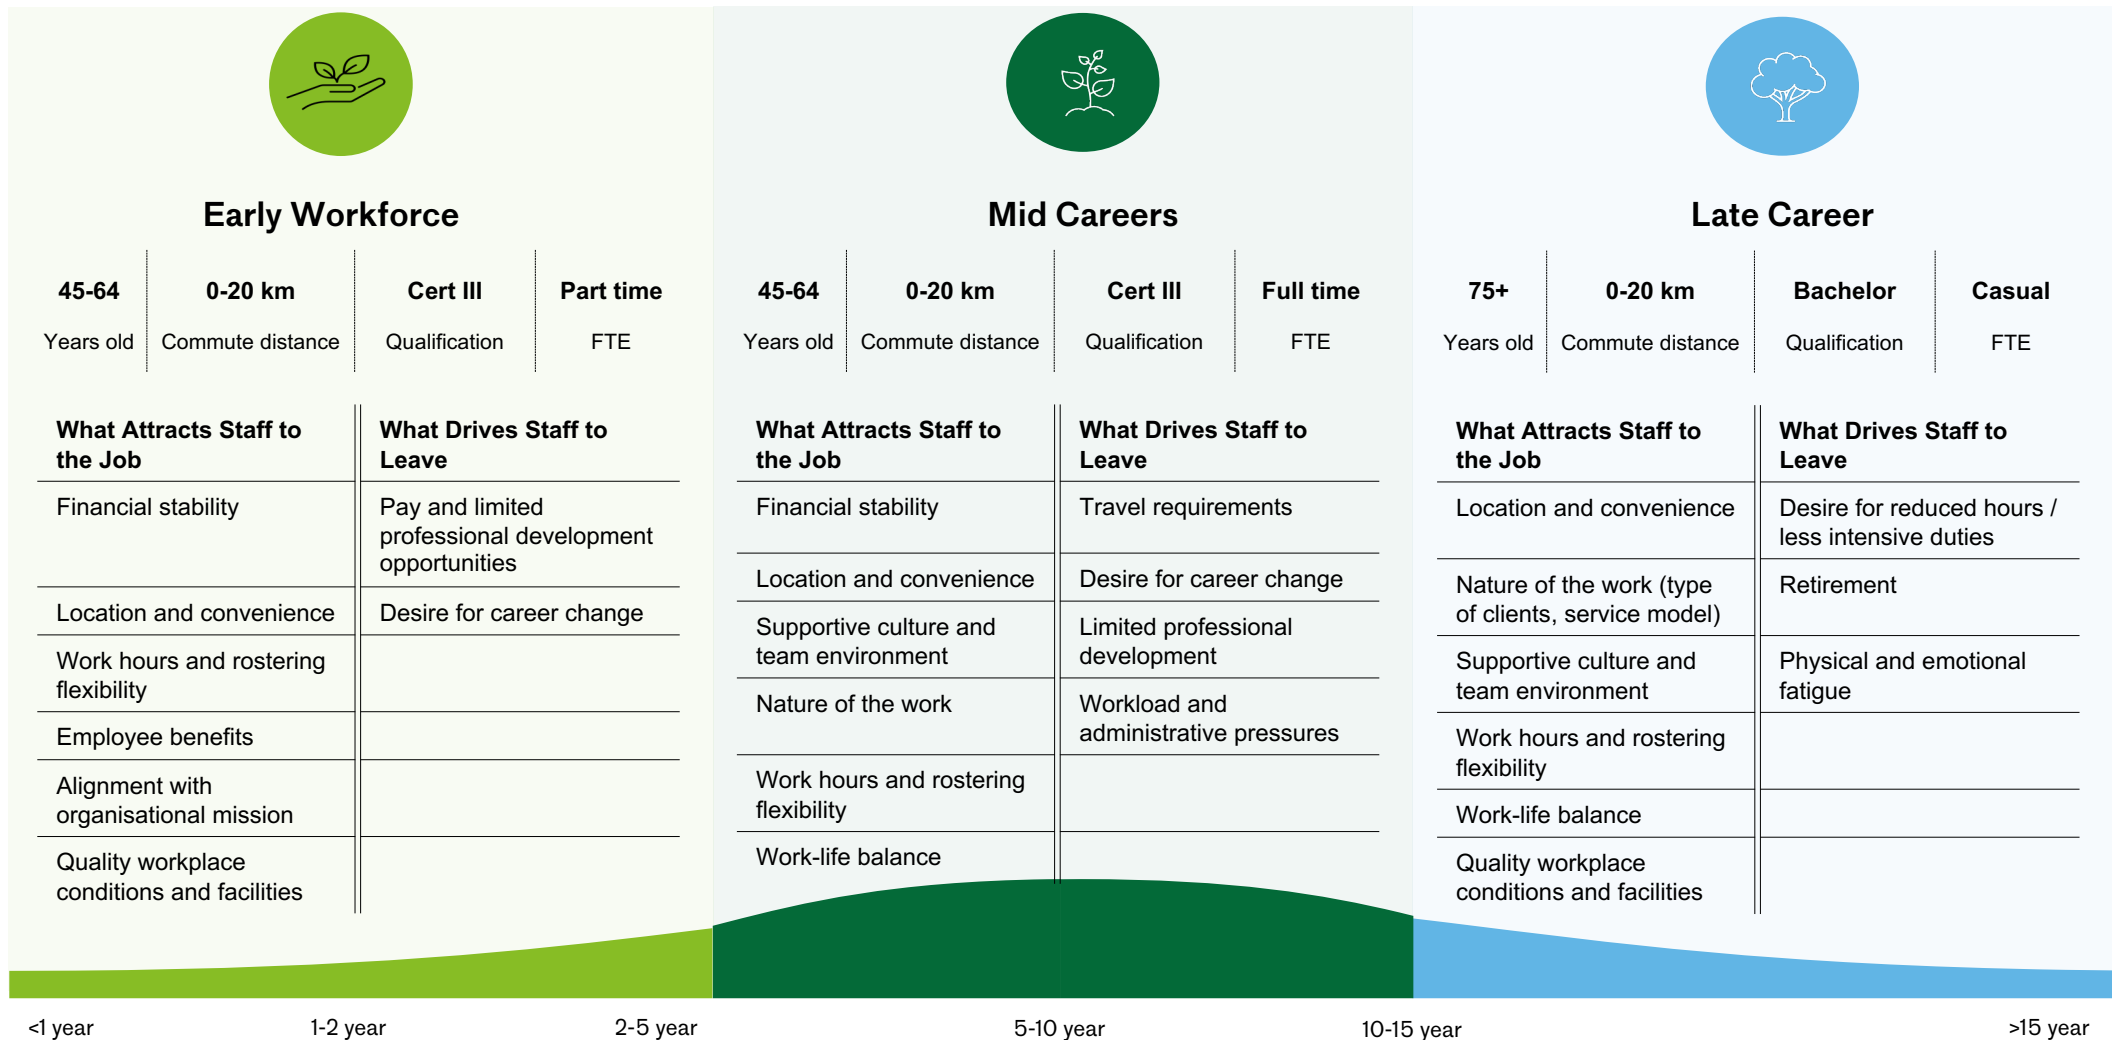 Early Workforce
45-64
0-20 km
Cert III
Part time
Years old
Commute distance
Qualification
FTE
What Attracts Staff to
the Job
What Drives Staff to
Leave
Financial stability
Pay and limited
professional development
opportunities
Location and convenience
Desire for career change
Work hours and rostering
flexibility
Employee benefits
Alignment with
organisational mission
Quality workplace
conditions and facilities
Mid Careers
45-64
0-20 km
Cert III
Full time
Years old
Commute distance
Qualification
FTE
What Attracts Staff to
the Job
What Drives Staff to
Leave
Financial stability
Travel requirements
Location and convenience
Desire for career change
Supportive culture and
team environment
Limited professional
development
Nature of the work
Workload and
administrative pressures
Work hours and rostering
flexibility
Work-life balance
Late Career
75+
0-20 km
Bachelor
Casual
Years old
Commute distance
Qualification
FTE
What Attracts Staff to
the Job
What Drives Staff to
Leave
Location and convenience
Desire for reduced hours /
less intensive duties
Nature of the work (type
of clients, service model)
Retirement
Supportive culture and
team environment
Physical and emotional
fatigue
Work hours and rostering
flexibility
Work-life balance
Quality workplace
conditions and facilities
<1 year
1-2 year
2-5 year
5-10 year
10-15 year
>15 year